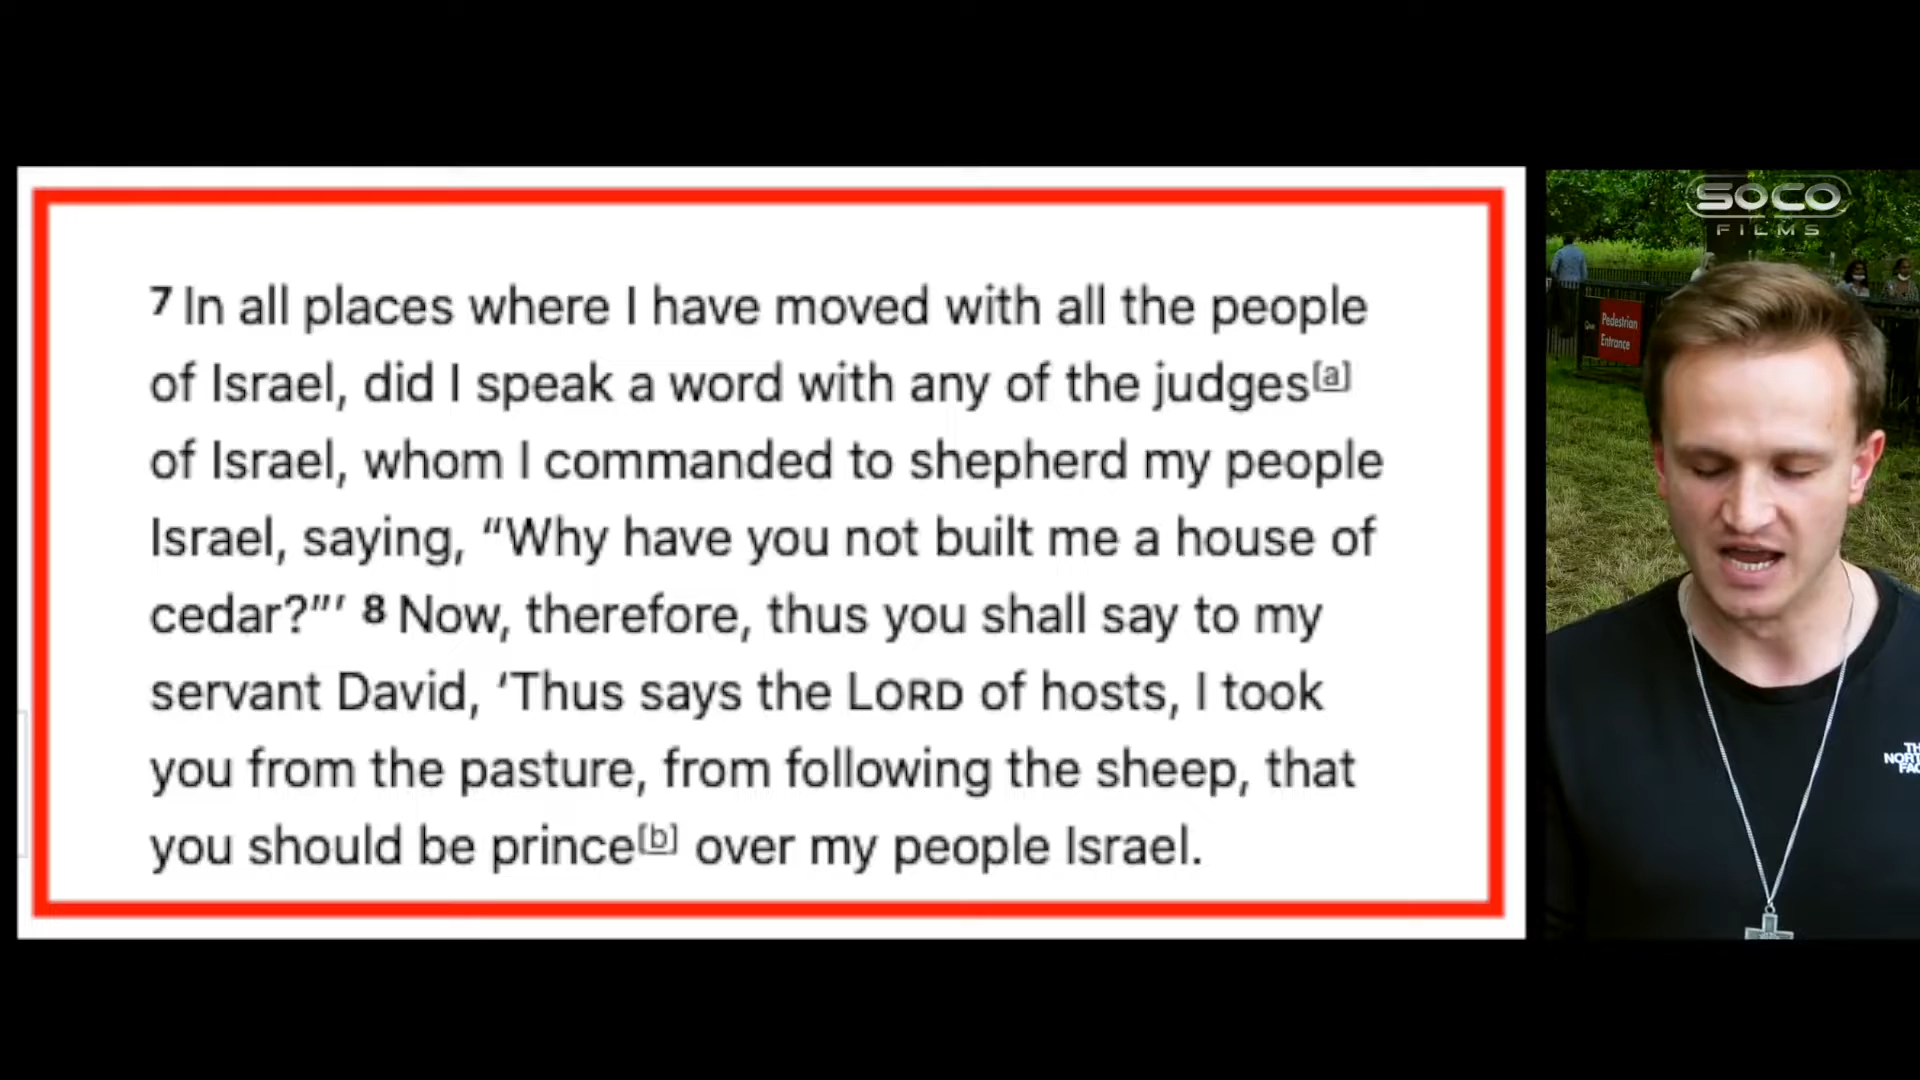 7 In all places where I have moved with all the people
of Israel, did I speak a word with any of the judges[a]
of Israel, whom I commanded to shepherd my people
Israel, saying, “Why have you not built me a house of
cedar?”’ 8 Now, therefore, thus you shall say to my
servant David, ‘Thus says the LORD of hosts, I took
you from the pasture, from following the sheep, that
you should be prince[b] over my people Israel.
SOCO
FILMS
Pedestrian
Entrance